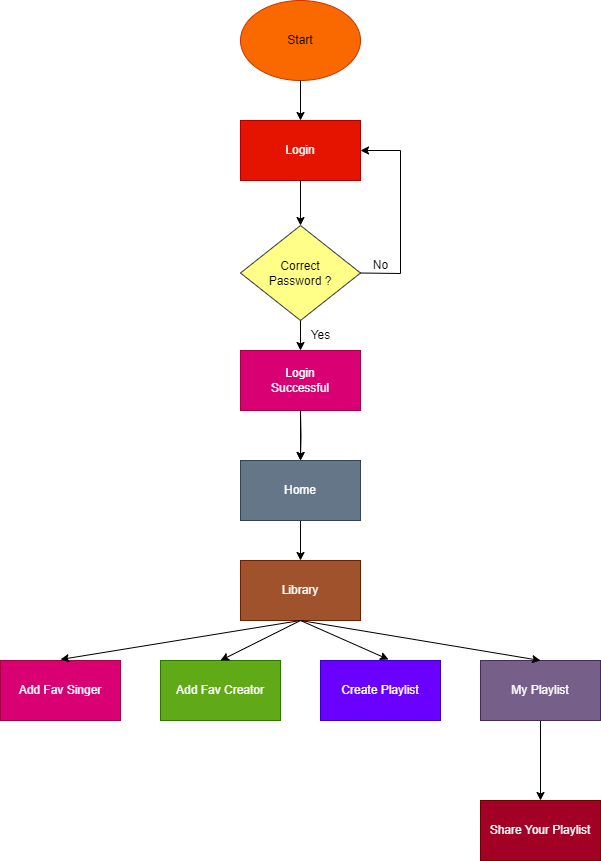 Start
Login
Correct
Password ?
No
Yes
Login
Successful
Home
Library
Add Fav Singer
Add Fav Creator
Create Playlist
My Playlist
Share Your Playlist